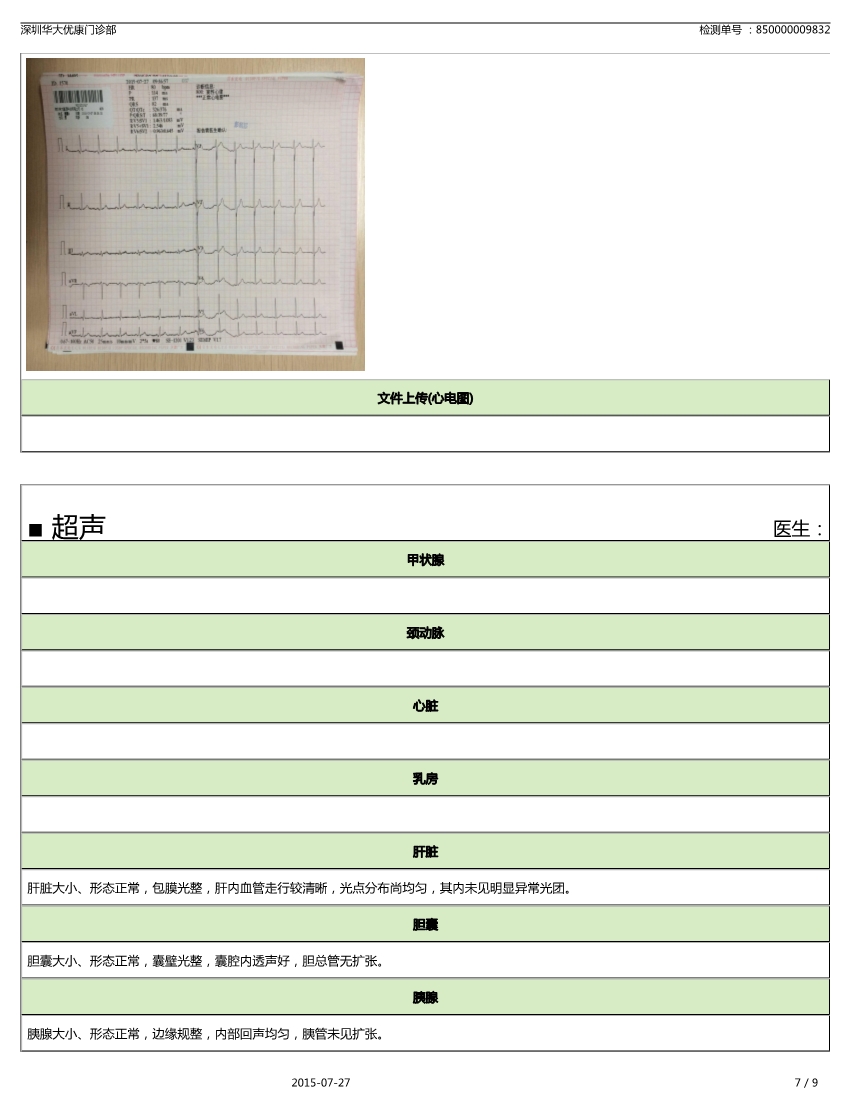 深圳华大优康门诊部
检测单号 ：850000009832
文件上传(心电图)
■ 超声
医生：
甲状腺
颈动脉
心脏
乳房
肝脏
肝脏大小、形态正常，包膜光整，肝内血管走行较清晰，光点分布尚均匀，其内未见明显异常光团。
胆囊
胆囊大小、形态正常，囊壁光整，囊腔内透声好，胆总管无扩张。
胰腺
胰腺大小、形态正常，边缘规整，内部回声均匀，胰管未见扩张。
2015-07-27
7 / 9